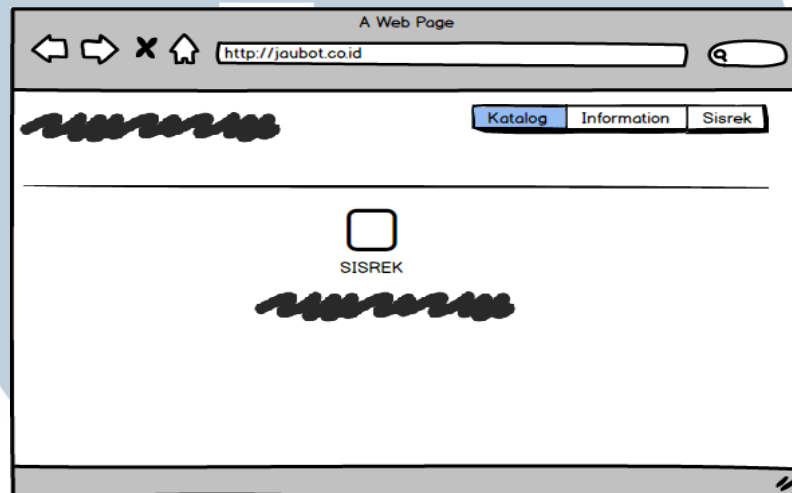 A Web Page
http://jaubot.co.id
Katalog Information Sisrek
SISREK